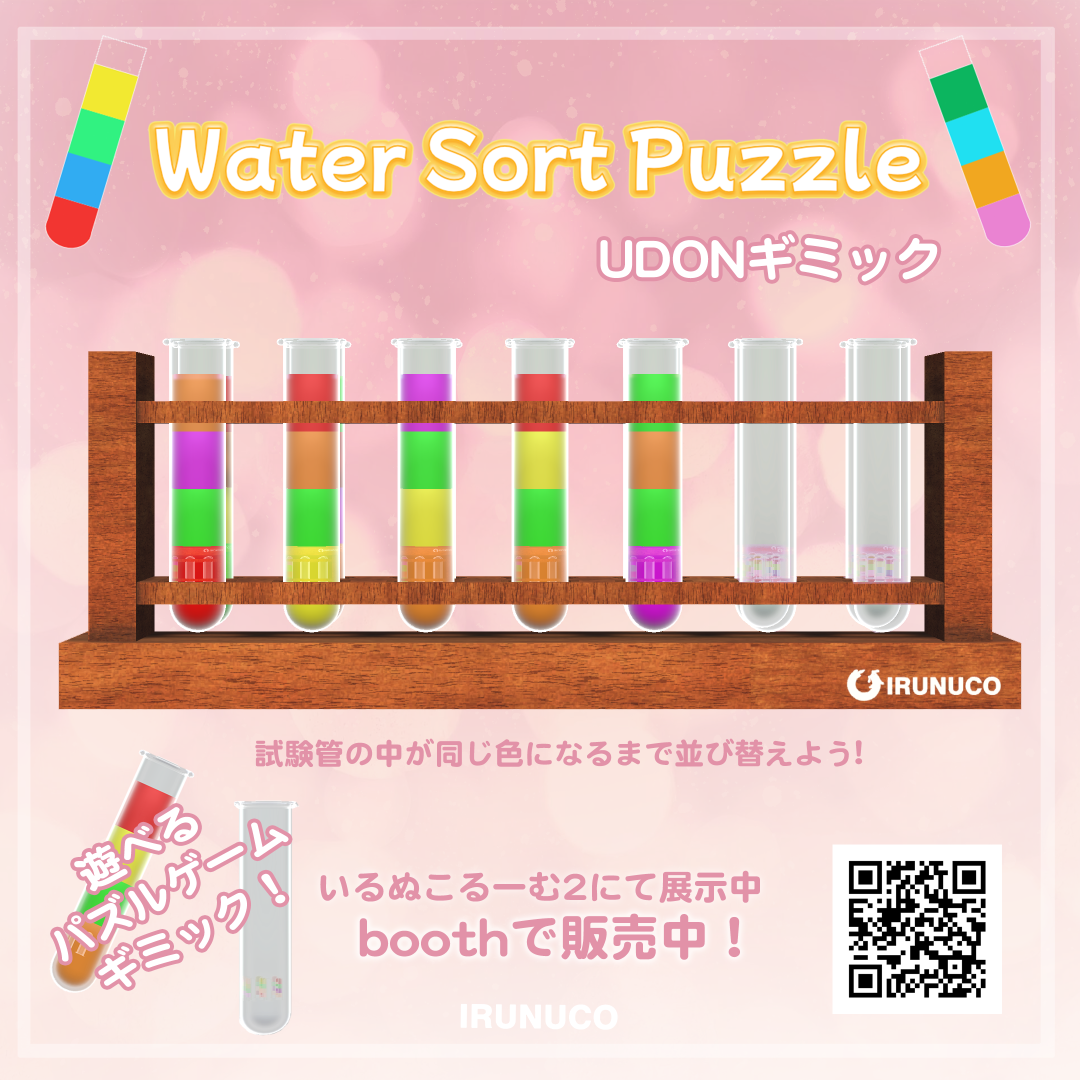 Water Sort Puzzle
UDONギミック
IRUNUCO
試験管の中が同じ色になるまで並び替えよう!
遊べる
パズルゲーム
ギミック！
いるぬこるーむ2にて展示中
boothで販売中！
IRUNUCO